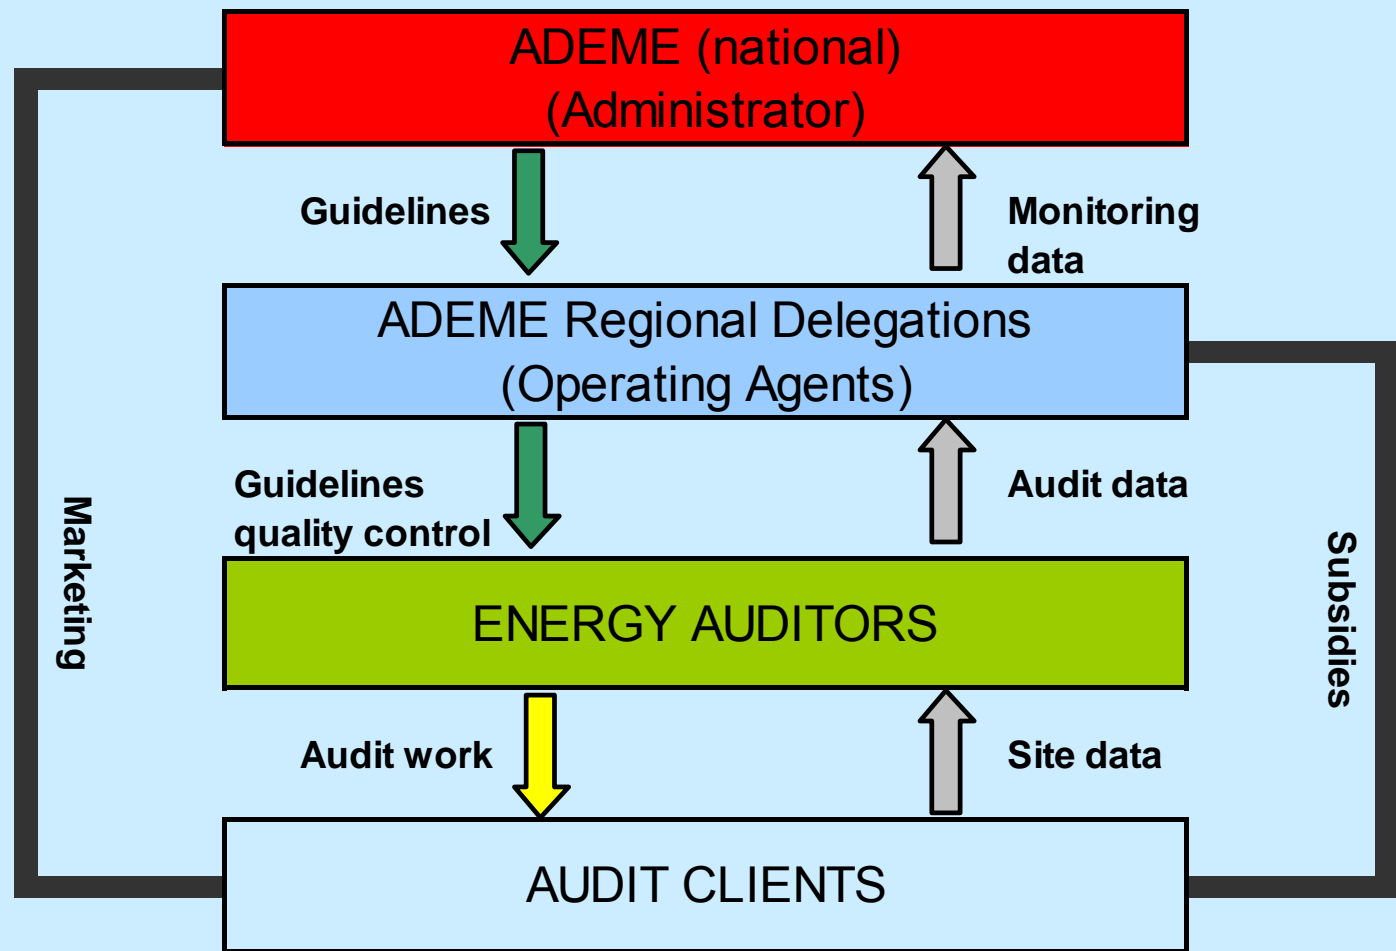 ADEME (national)
(Administrator)
Guidelines
Monitoring
data
ADEME Regional Delegations
(Operating Agents)
Guidelines
quality control
Audit data
Marketing
Subsidies
ENERGY AUDITORS
Audit work
Site data
AUDIT CLIENTS